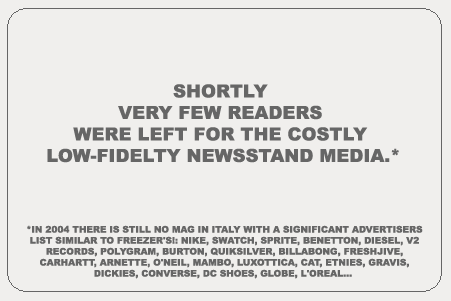 SHORTLY
VERY FEW READERS
WERE LEFT FOR THE COSTLY
LOW-FIDELTY NEWSSTAND MEDIA.*
*IN 2004 THERE IS STILL NO MAG IN ITALY WITH A SIGNIFICANT ADVERTISERS
LIST SIMILAR TO FREEZER'S!: NIKE, SWATCH, SPRITE, BENETTON, DIESEL, V2
RECORDS, POLYGRAM, BURTON, QUIKSILVER, BILLABONG, FRESHJIVE,
CARHARTT, ARNETTE, O'NEIL, MAMBO, LUXOTTICA, CAT, ETNIES, GRAVIS,
DICKIES, CONVERSE, DC SHOES, GLOBE, L'OREAL...